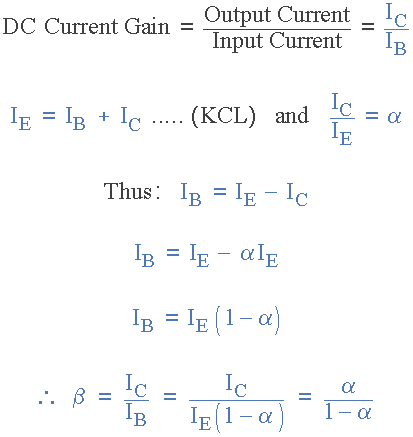 DC Current Gain = Output Current / Input Current = I_C / I_B
I_E = I_B + I_C ..... (KCL) and I_C / I_E = α
Thus: I_B = I_E − I_C
I_B = I_E − αI_E
I_B = I_E (1 − α)
∴ β = I_C / I_B = I_C / I_E(1 − α) = α / 1 − α